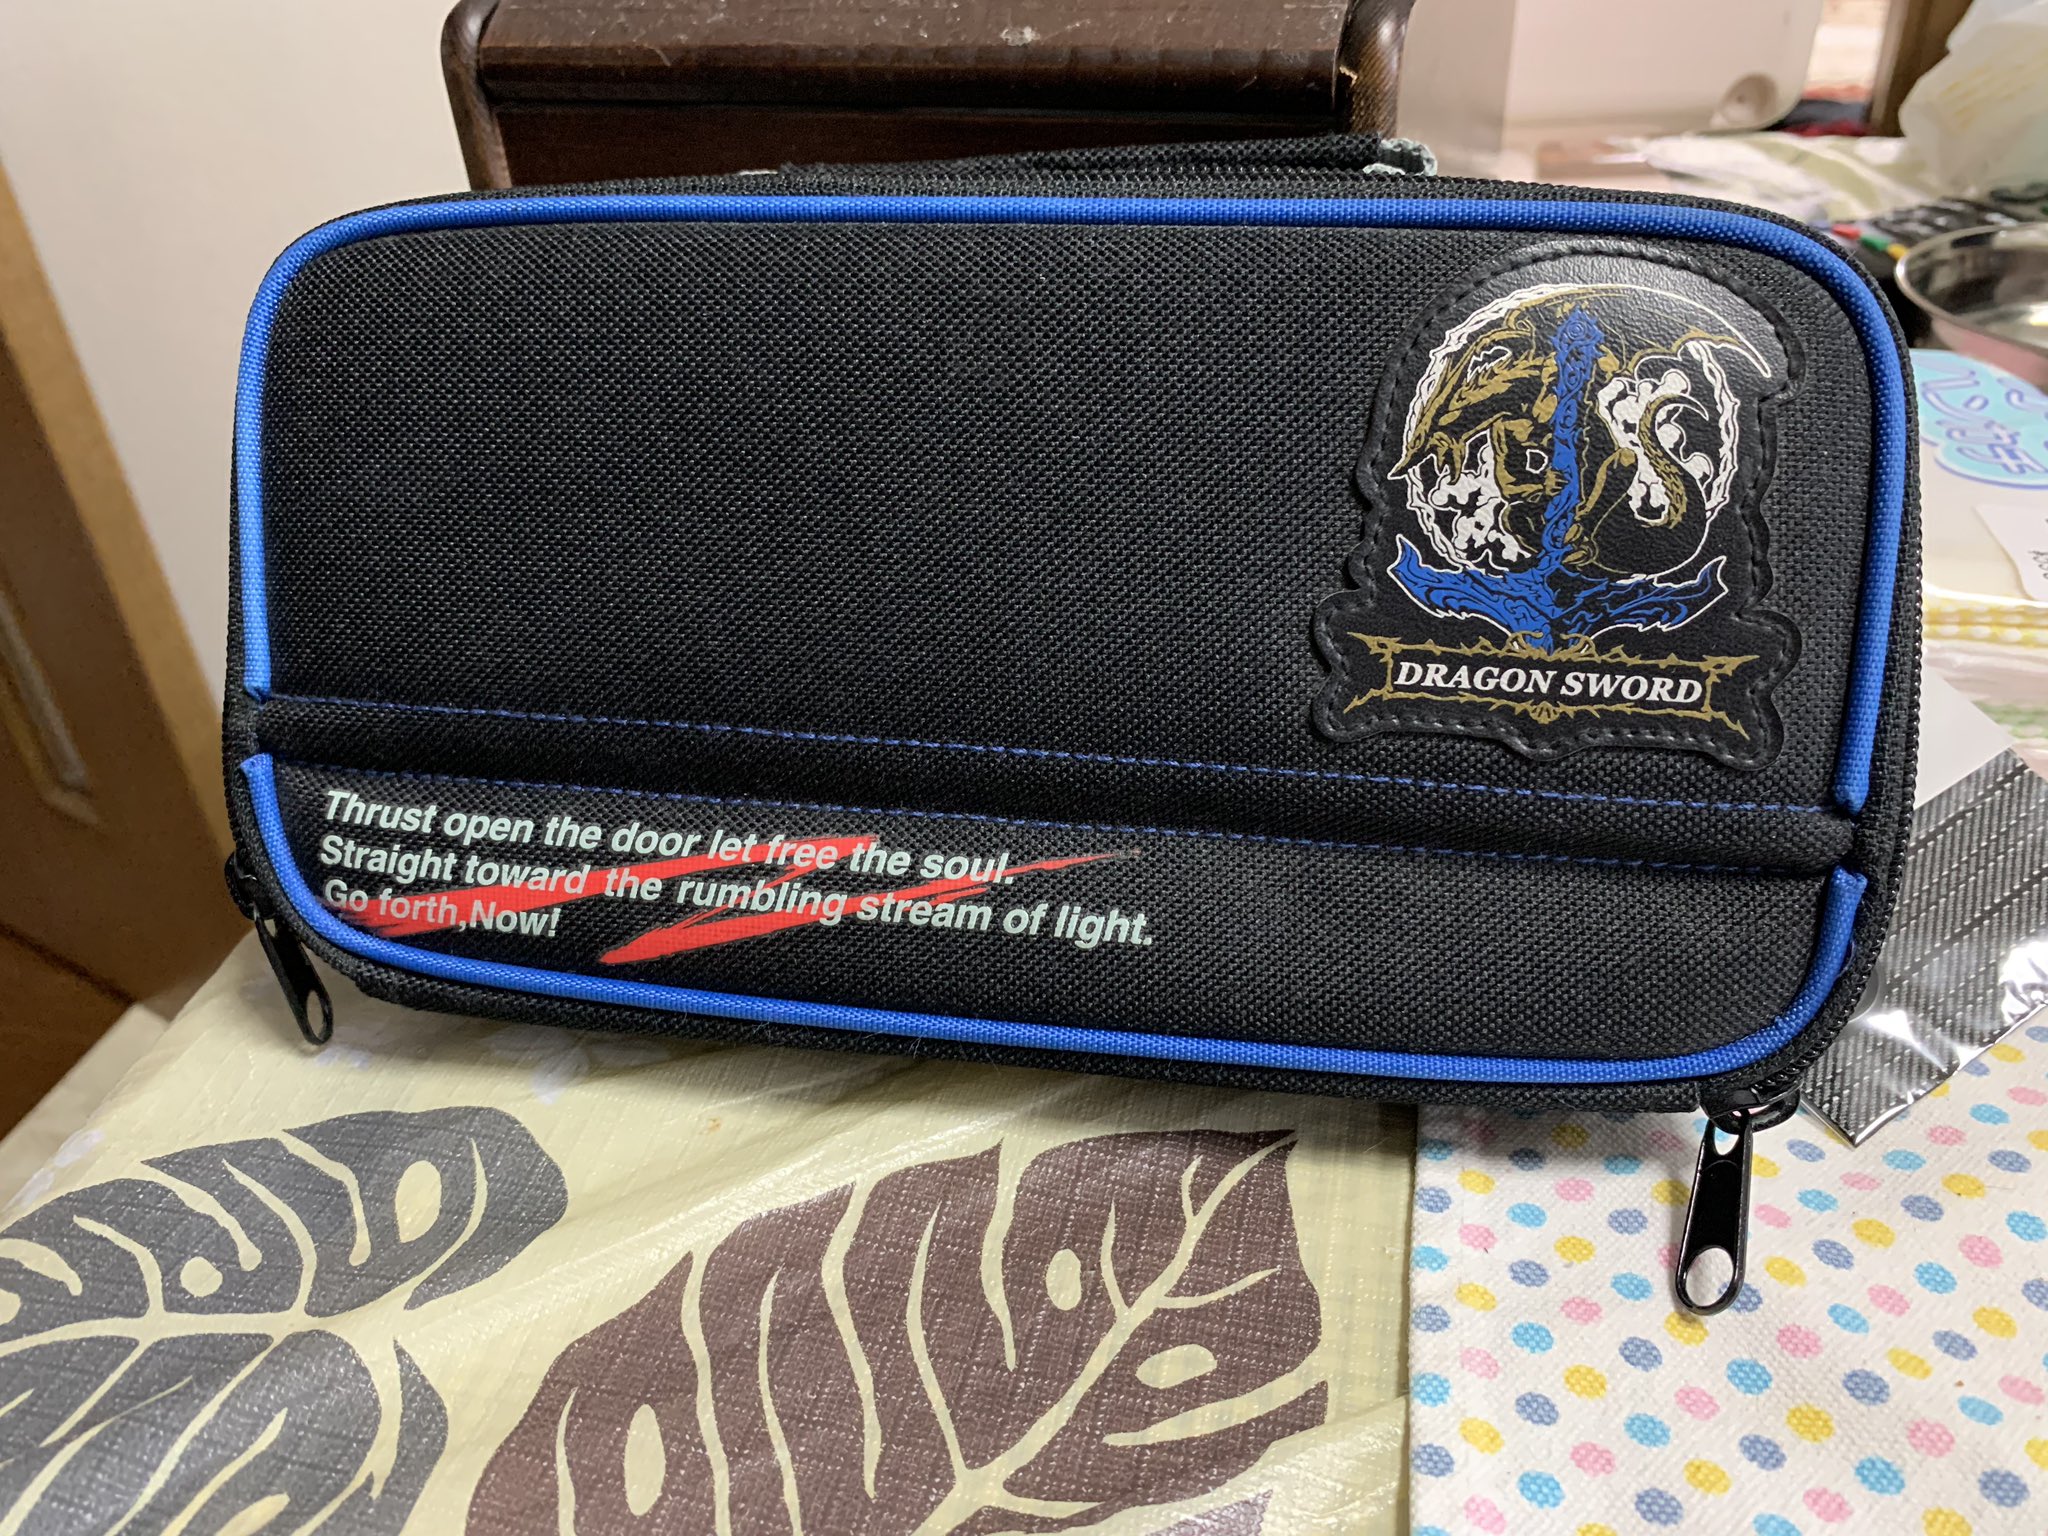 DRAGON SWORD
Thrust open the door let free the soul.
Straight toward the rumbling stream of light.
Go forth,Now!